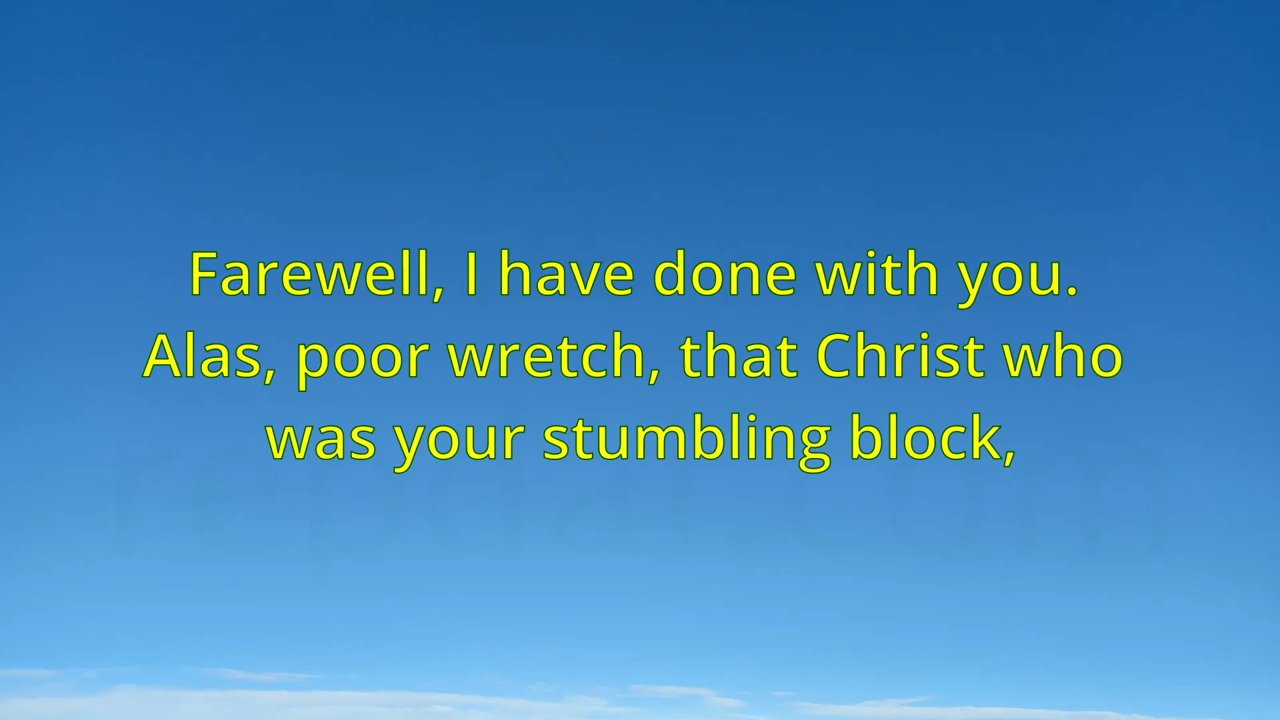 Farewell, I have done with you.
Alas, poor wretch, that Christ who
was your stumbling block,